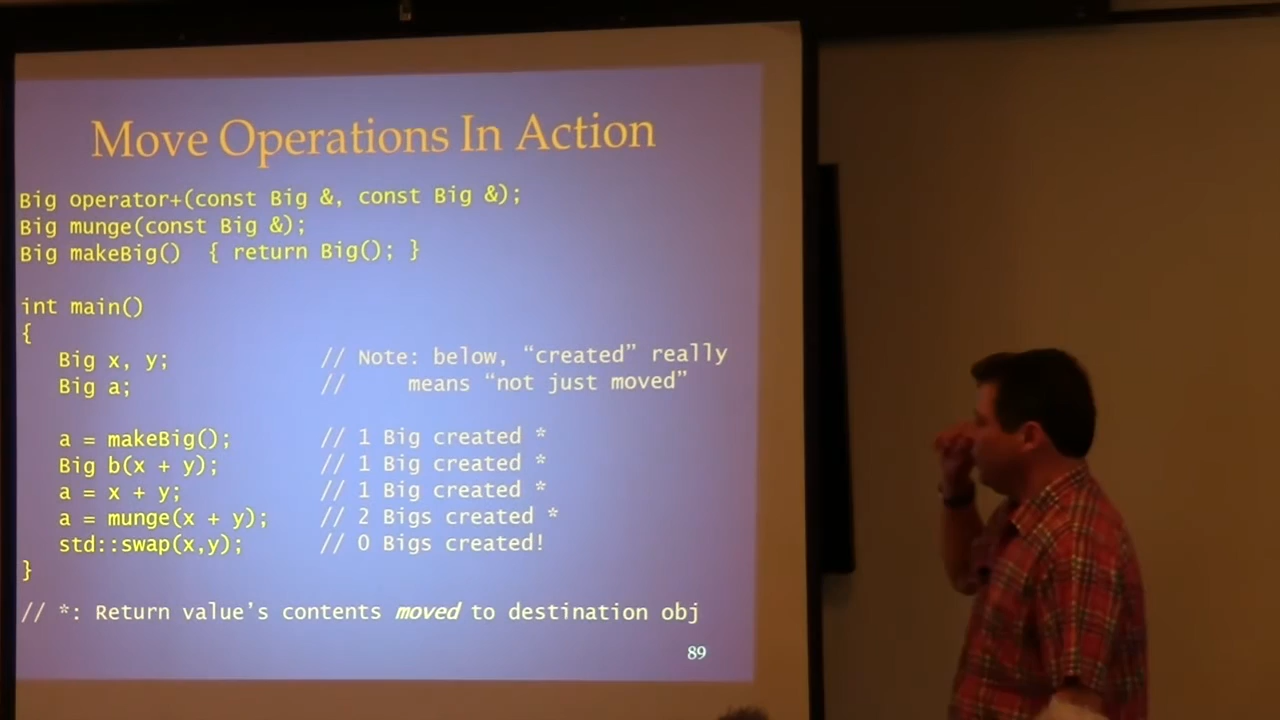 Move Operations In Action
Big operator+(const Big &, const Big &);
Big munge(const Big &);
Big makeBig() { return Big(); }
int main()
{
Big x, y; // Note: below, “created” really
Big a; // means “not just moved”
a = makeBig(); // 1 Big created *
Big b(x + y); // 1 Big created *
a = x + y; // 1 Big created *
a = munge(x + y); // 2 Bigs created *
std::swap(x,y); // 0 Bigs created!
}
// *: Return value’s contents moved to destination obj
89